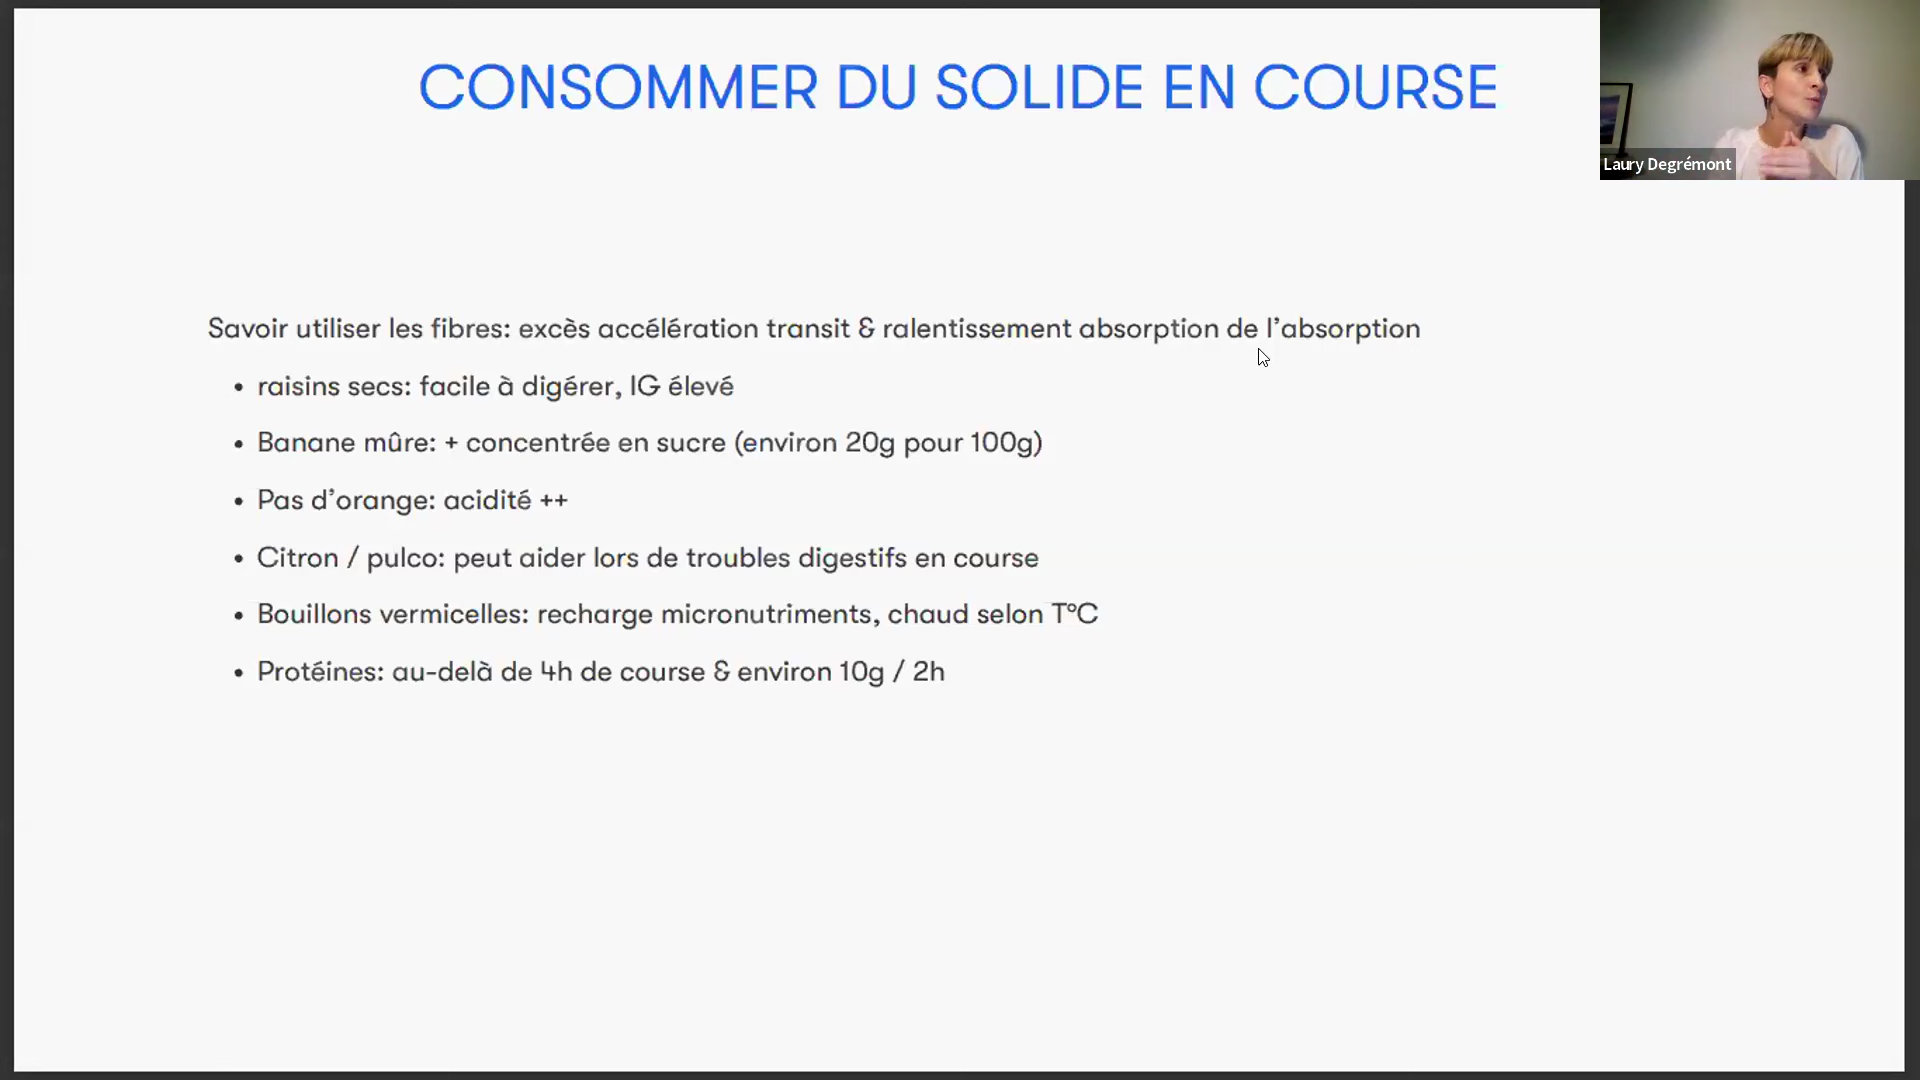 CONSOMMER DU SOLIDE EN COURSE
Laury Degrémont
Savoir utiliser les fibres: excès accélération transit & ralentissement absorption de l'absorption
• raisins secs: facile à digérer, IG élevé
• Banane mûre: + concentrée en sucre (environ 20g pour 100g)
• Pas d'orange: acidité ++
• Citron / pulco: peut aider lors de troubles digestifs en course
• Bouillons vermicelles: recharge micronutriments, chaud selon T°C
• Protéines: au-delà de 4h de course & environ 10g / 2h